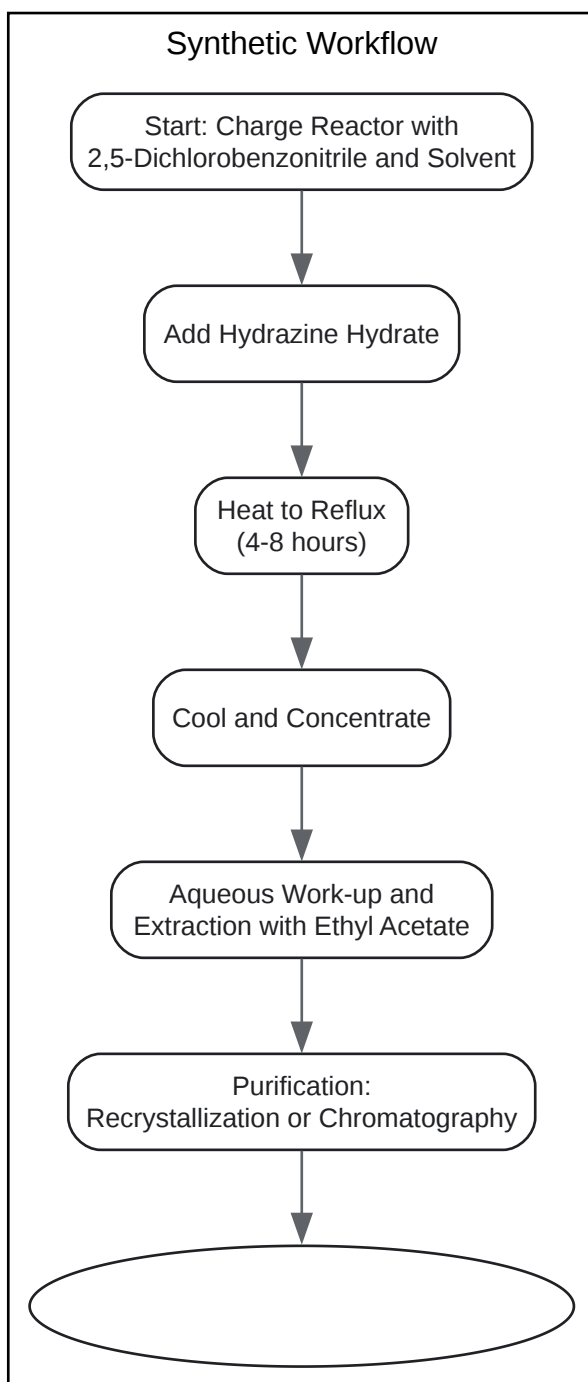 Synthetic Workflow
Start: Charge Reactor with
2,5-Dichlorobenzonitrile and Solvent
Add Hydrazine Hydrate
Heat to Reflux
(4-8 hours)
Cool and Concentrate
Aqueous Work-up and
Extraction with Ethyl Acetate
Purification:
Recrystallization or Chromatography